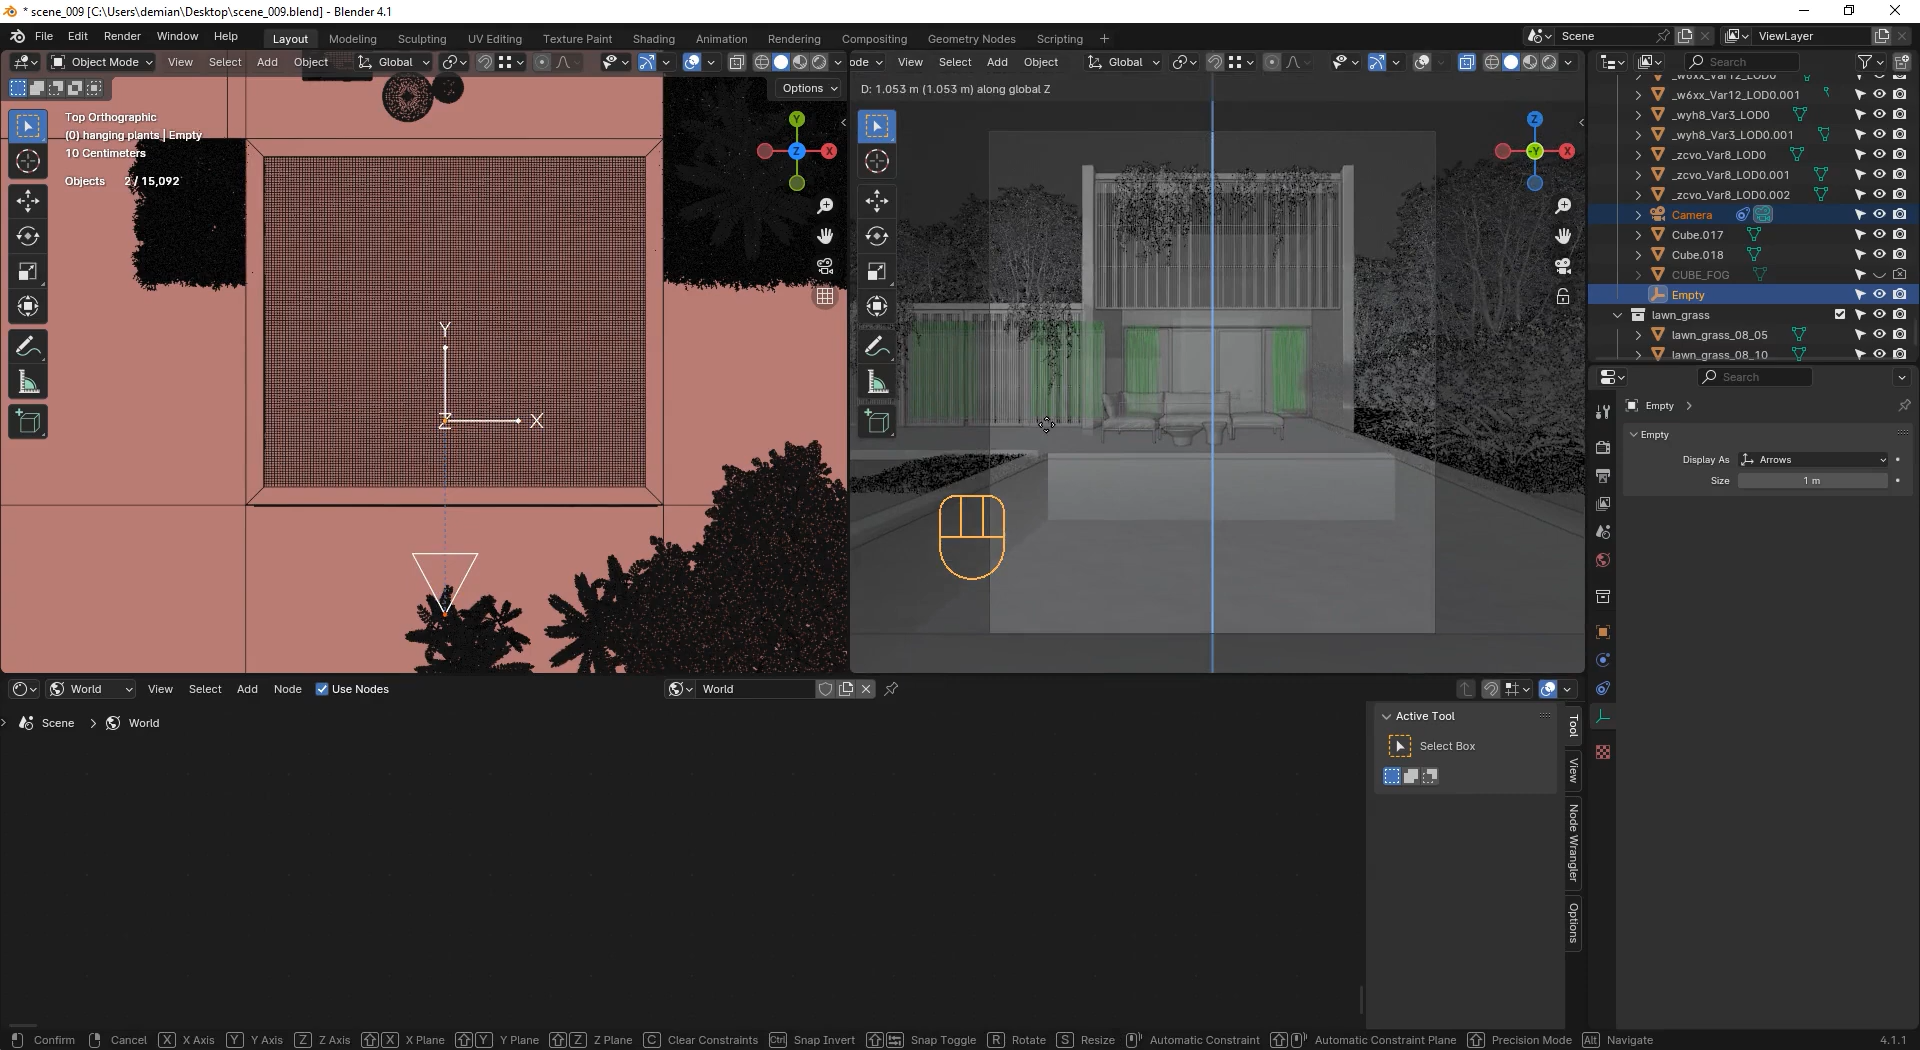 * scene_009 [C:\Users\demian\Desktop\scene_009.blend] - Blender 4.1
File Edit Render Window Help
Layout Modeling Sculpting UV Editing Texture Paint Shading Animation Rendering Compositing Geometry Nodes Scripting +
Scene
ViewLayer
Object Mode View Select Add Object Global
Options
Top Orthographic
(0) hanging plants | Empty
10 Centimeters
Objects 2 / 15,092
Y
Z
X
Y
Z X
ode View Select Add Object Global
D: 1.053 m (1.053 m) along global Z
Z
-Y X
Search
_w6xx_Var12_LOD0
_w6xx_Var12_LOD0.001
_wyh8_Var3_LOD0
_wyh8_Var3_LOD0.001
_zcvo_Var8_LOD0
_zcvo_Var8_LOD0.001
_zcvo_Var8_LOD0.002
Camera
Cube.017
Cube.018
CUBE_FOG
Empty
lawn_grass
lawn_grass_08_05
lawn_grass_08_10
Search
Empty
Empty
Display As Arrows
Size 1 m
World View Select Add Node Use Nodes
World
Scene World
Active Tool
Select Box
Tool
View
Node Wrangler
Options
Confirm Cancel X X Axis Y Y Axis Z Z Axis X X Plane Y Y Plane Z Z Plane C Clear Constraints Ctrl Snap Invert Snap Toggle R Rotate S Resize Automatic Constraint Automatic Constraint Plane Precision Mode Alt Navigate
4.1.1